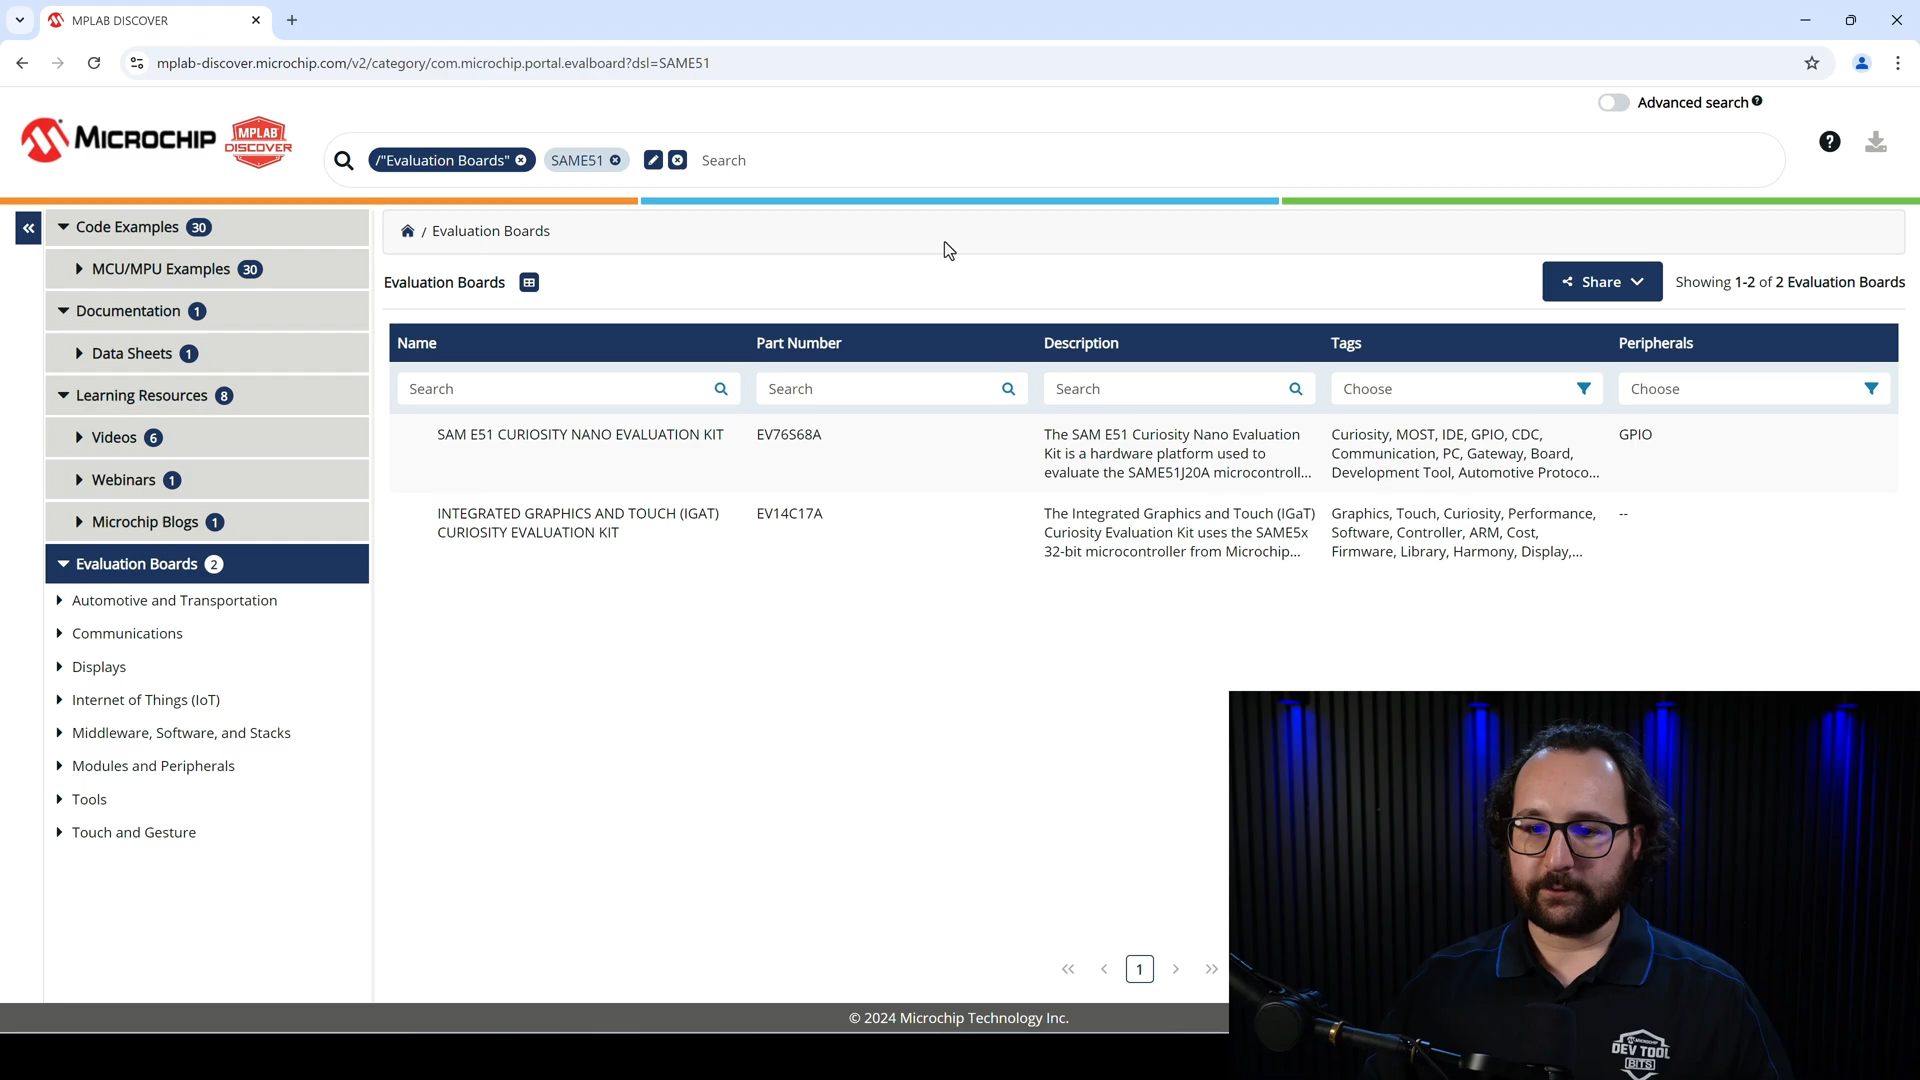 MPLAB DISCOVER
mplab-discover.microchip.com/v2/category/com.microchip.portal.evalboard?dsl=SAME51
Advanced search
MICROCHIP
MPLAB
DISCOVER
/"Evaluation Boards"
SAME51
Search
Code Examples 30
MCU/MPU Examples 30
Documentation 1
Data Sheets 1
Learning Resources 8
Videos 6
Webinars 1
Microchip Blogs 1
Evaluation Boards 2
Automotive and Transportation
Communications
Displays
Internet of Things (IoT)
Middleware, Software, and Stacks
Modules and Peripherals
Tools
Touch and Gesture
/ Evaluation Boards
Evaluation Boards
Share
Showing 1-2 of 2 Evaluation Boards
Name
Part Number
Description
Tags
Peripherals
Search
Search
Search
Choose
Choose
SAM E51 CURIOSITY NANO EVALUATION KIT
EV76S68A
The SAM E51 Curiosity Nano Evaluation
Kit is a hardware platform used to
evaluate the SAME51J20A microcontroll...
Curiosity, MOST, IDE, GPIO, CDC,
Communication, PC, Gateway, Board,
Development Tool, Automotive Protoco...
GPIO
INTEGRATED GRAPHICS AND TOUCH (IGAT)
CURIOSITY EVALUATION KIT
EV14C17A
The Integrated Graphics and Touch (IGaT)
Curiosity Evaluation Kit uses the SAME5x
32-bit microcontroller from Microchip...
Graphics, Touch, Curiosity, Performance,
Software, Controller, ARM, Cost,
Firmware, Library, Harmony, Display,...
--
1
© 2024 Microchip Technology Inc.
MICROCHIP
DEV TOOL
BITS